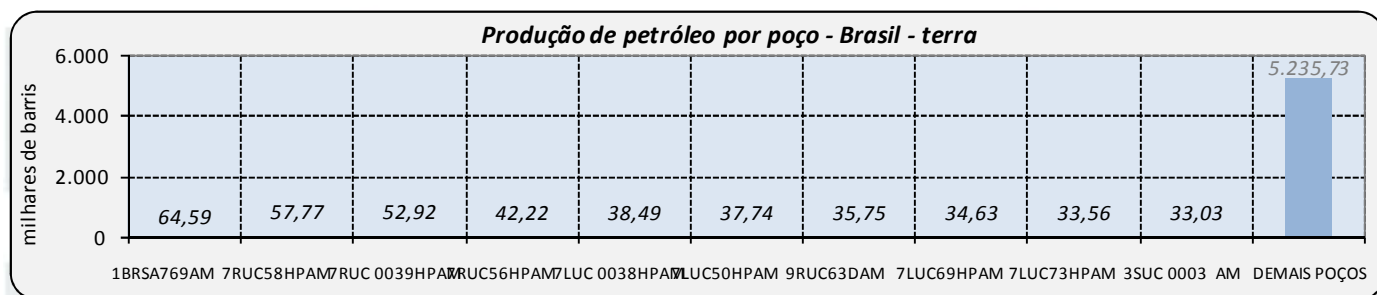 Produção de petróleo por poço - Brasil - terra
milhares de barris
6.000
4.000
2.000
0
64,59 57,77 52,92 42,22 38,49 37,74 35,75 34,63 33,56 33,03 5.235,73
1BRSA769AM 7RUC58HPAM 7RUC 0039HPAM 7RUC56HPAM 7LUC 0038HPAM 7LUC50HPAM 9RUC63DAM 7LUC69HPAM 7LUC73HPAM 3SUC 0003 AM DEMAIS POÇOS